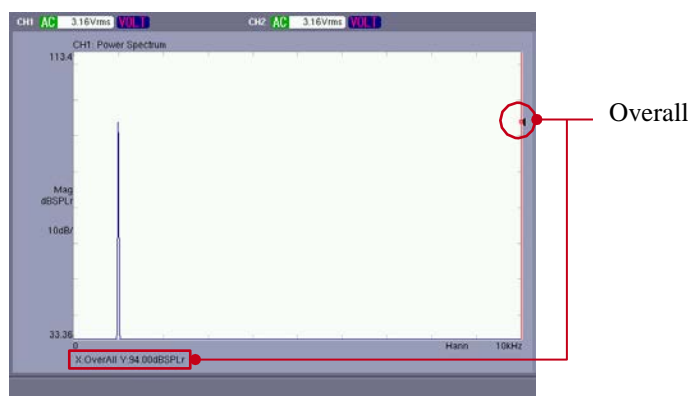 CH1 AC 3.16Vrms VOLT CH2 AC 3.16Vrms VOLT
CH1: Power Spectrum
113.4
Overall
Mag
dBSPLr
10dB/
33.36
0 Hann 10kHz
X:OverAll Y:94.00dBSPLr